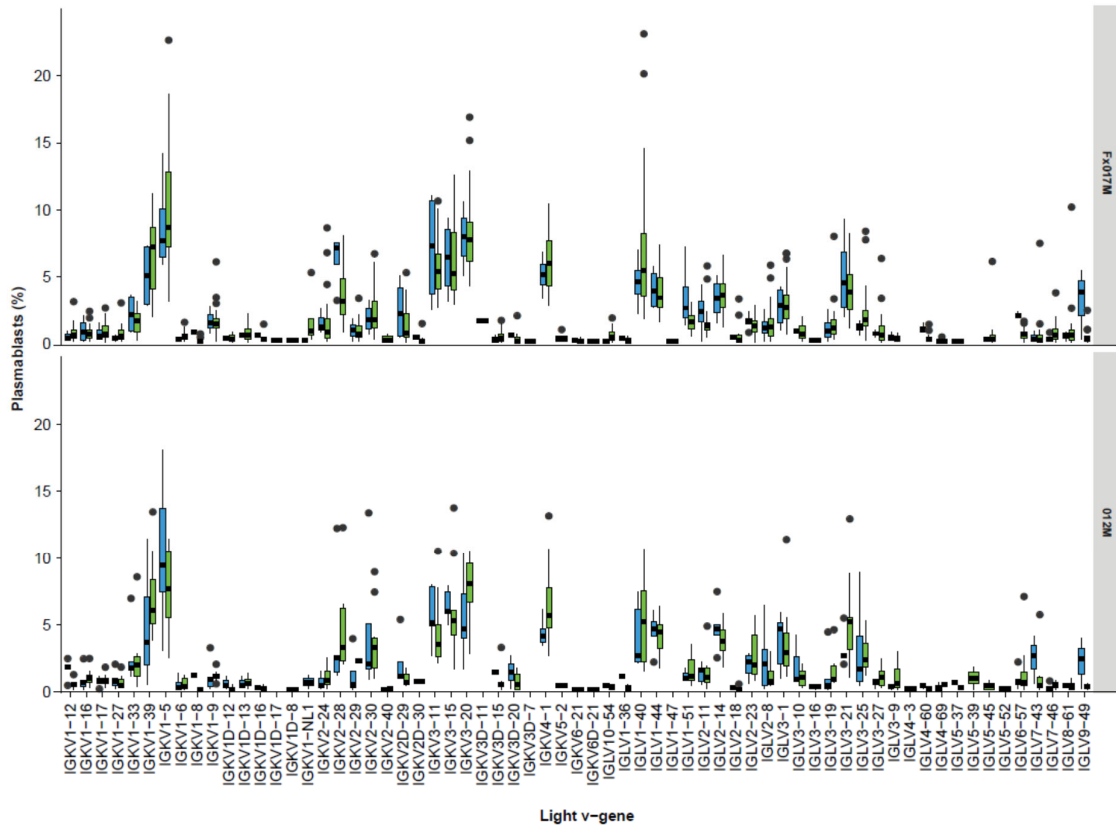 20
15
10
5
0
Fx017M
Plasmablasts (%)
20
15
10
5
0
012M
IGKV1-12
IGKV1-16
IGKV1-17
IGKV1-27
IGKV1-33
IGKV1-39
IGKV1-5
IGKV1-6
IGKV1-8
IGKV1-9
IGKV1D-12
IGKV1D-13
IGKV1D-16
IGKV1D-17
IGKV1D-8
IGKV1-NL1
IGKV2-24
IGKV2-28
IGKV2-29
IGKV2-30
IGKV2-40
IGKV2D-29
IGKV2D-30
IGKV3-11
IGKV3-15
IGKV3-20
IGKV3D-11
IGKV3D-15
IGKV3D-20
IGKV3D-7
IGKV4-1
IGKV5-2
IGKV6-21
IGKV6D-21
IGLV10-54
IGLV1-36
IGLV1-40
IGLV1-44
IGLV1-47
IGLV1-51
IGLV2-11
IGLV2-14
IGLV2-18
IGLV2-23
IGLV2-8
IGLV3-1
IGLV3-10
IGLV3-16
IGLV3-19
IGLV3-21
IGLV3-25
IGLV3-27
IGLV3-9
IGLV4-3
IGLV4-60
IGLV4-69
IGLV5-37
IGLV5-39
IGLV5-45
IGLV5-52
IGLV6-57
IGLV7-43
IGLV7-46
IGLV8-61
IGLV9-49
Light v-gene